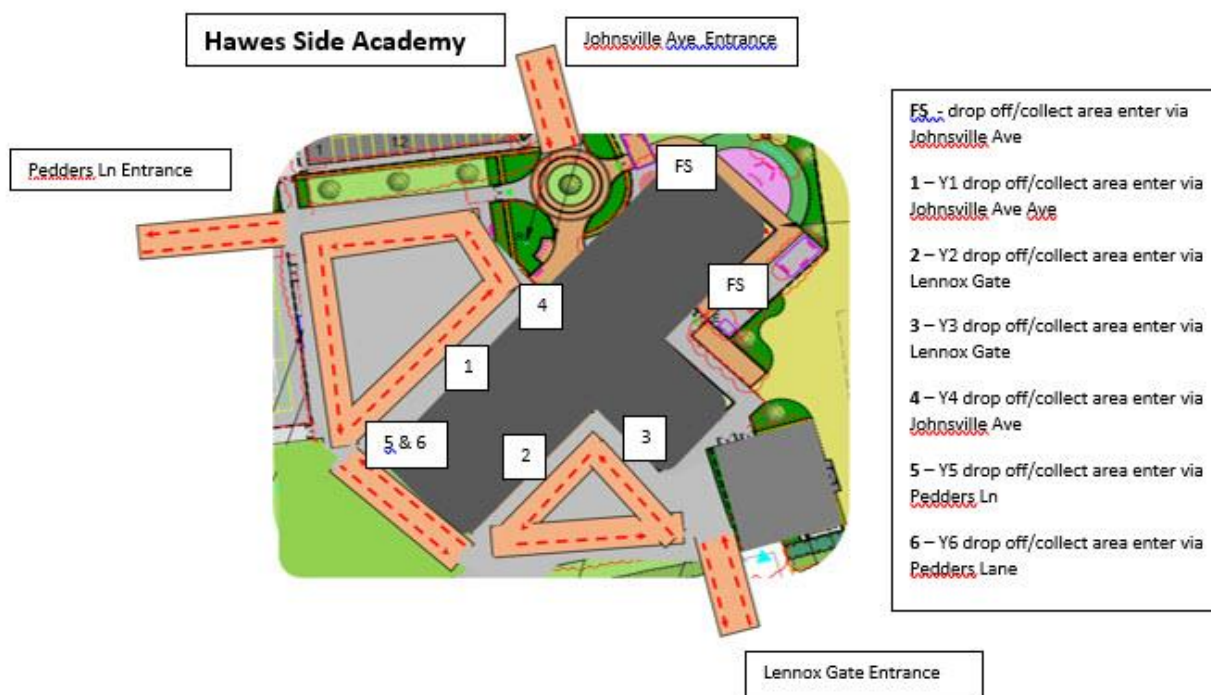 Hawes Side Academy
Johnsville Ave Entrance
Pedders Ln Entrance
12
FS
FS
4
1
5 & 6
2
3
Lennox Gate Entrance
FS - drop off/collect area enter via
Johnsville Ave
1 – Y1 drop off/collect area enter via
Johnsville Ave Ave
2 – Y2 drop off/collect area enter via
Lennox Gate
3 – Y3 drop off/collect area enter via
Lennox Gate
4 – Y4 drop off/collect area enter via
Johnsville Ave
5 – Y5 drop off/collect area enter via
Pedders Ln
6 – Y6 drop off/collect area enter via
Pedders Lane